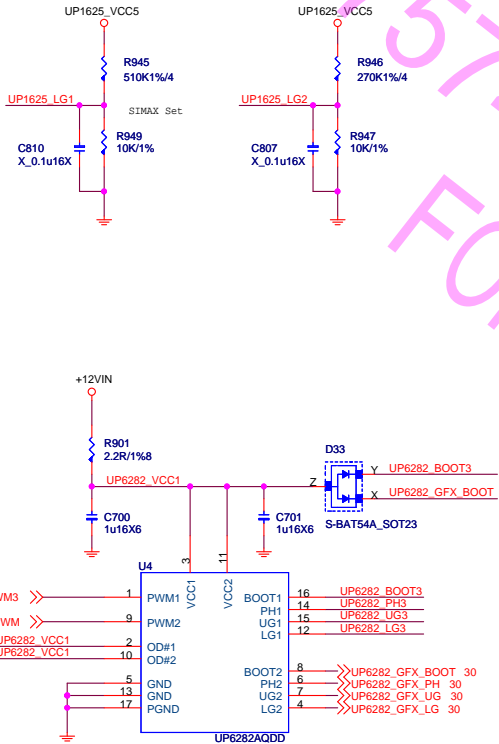 UP1625_VCC5
UP1625_VCC5
R945
510K1%/4
R946
270K1%/4
UP1625_LG1
UP1625_LG2
SIMAX Set
R949
10K/1%
R947
10K/1%
C810
X_0.1u16X
C807
X_0.1u16X
+12VIN
R901
2.2R/1%8
D33
UP6282_VCC1
Z
Y
UP6282_BOOT3
X
UP6282_GFX_BOOT
C700
1u16X6
C701
1u16X6
S-BAT54A_SOT23
U4
3
11
VCC1
VCC2
WM3
1
PWM1
BOOT1
16
UP6282_BOOT3
PH1
14
UP6282_PH3
WM
9
PWM2
UG1
15
UP6282_UG3
LG1
12
UP6282_LG3
UP6282_VCC1
2
OD#1
UP6282_VCC1
10
OD#2
BOOT2
8
UP6282_GFX_BOOT 30
5
GND
PH2
6
UP6282_GFX_PH 30
13
GND
UG2
7
UP6282_GFX_UG 30
17
PGND
LG2
4
UP6282_GFX_LG 30
UP6282AQDD